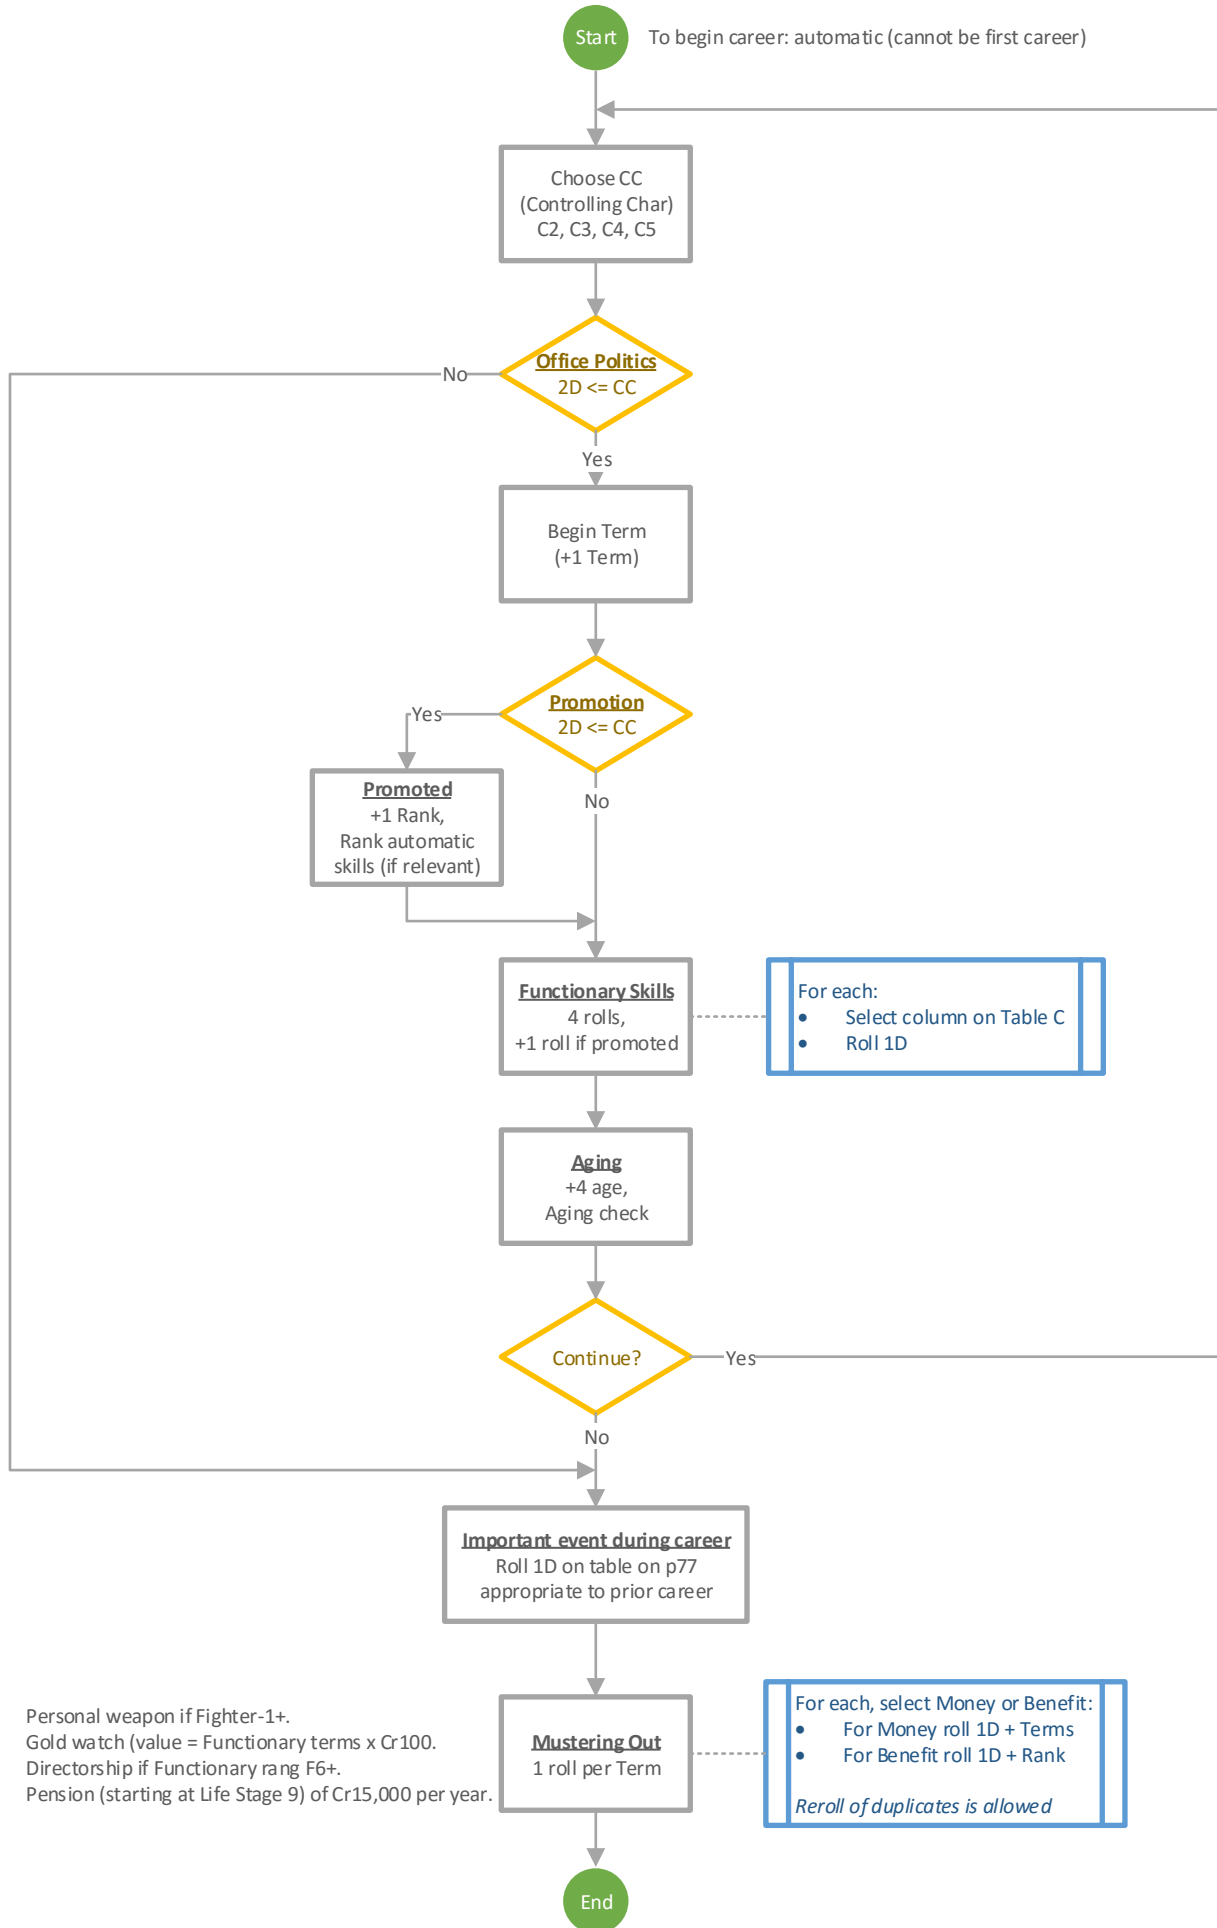 Start
To begin career: automatic (cannot be first career)
Choose CC
(Controlling Char)
C2, C3, C4, C5
Office Politics
2D <= CC
No
Yes
Begin Term
(+1 Term)
Promotion
2D <= CC
Yes
No
Promoted
+1 Rank,
Rank automatic
skills (if relevant)
Functionary Skills
4 rolls,
+1 roll if promoted
For each:
• Select column on Table C
• Roll 1D
Aging
+4 age,
Aging check
Continue?
Yes
No
Important event during career
Roll 1D on table on p77
appropriate to prior career
Personal weapon if Fighter-1+.
Gold watch (value = Functionary terms x Cr100.
Directorship if Functionary rang F6+.
Pension (starting at Life Stage 9) of Cr15,000 per year.
Mustering Out
1 roll per Term
For each, select Money or Benefit:
• For Money roll 1D + Terms
• For Benefit roll 1D + Rank
Reroll of duplicates is allowed
End